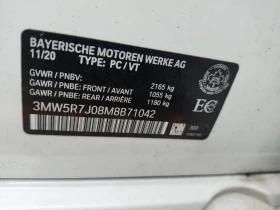 BAYERISCHE MOTOREN WERKE AG
11/20 TYPE: PC/VT
GVWR / PNBV: 2165 kg
GAWR / PNBE: FRONT / AVANT 1055 kg
GAWR / PNBE: REAR / ARRIÈRE 1180 kg
3MW5R7J08M8B71042
EC
300